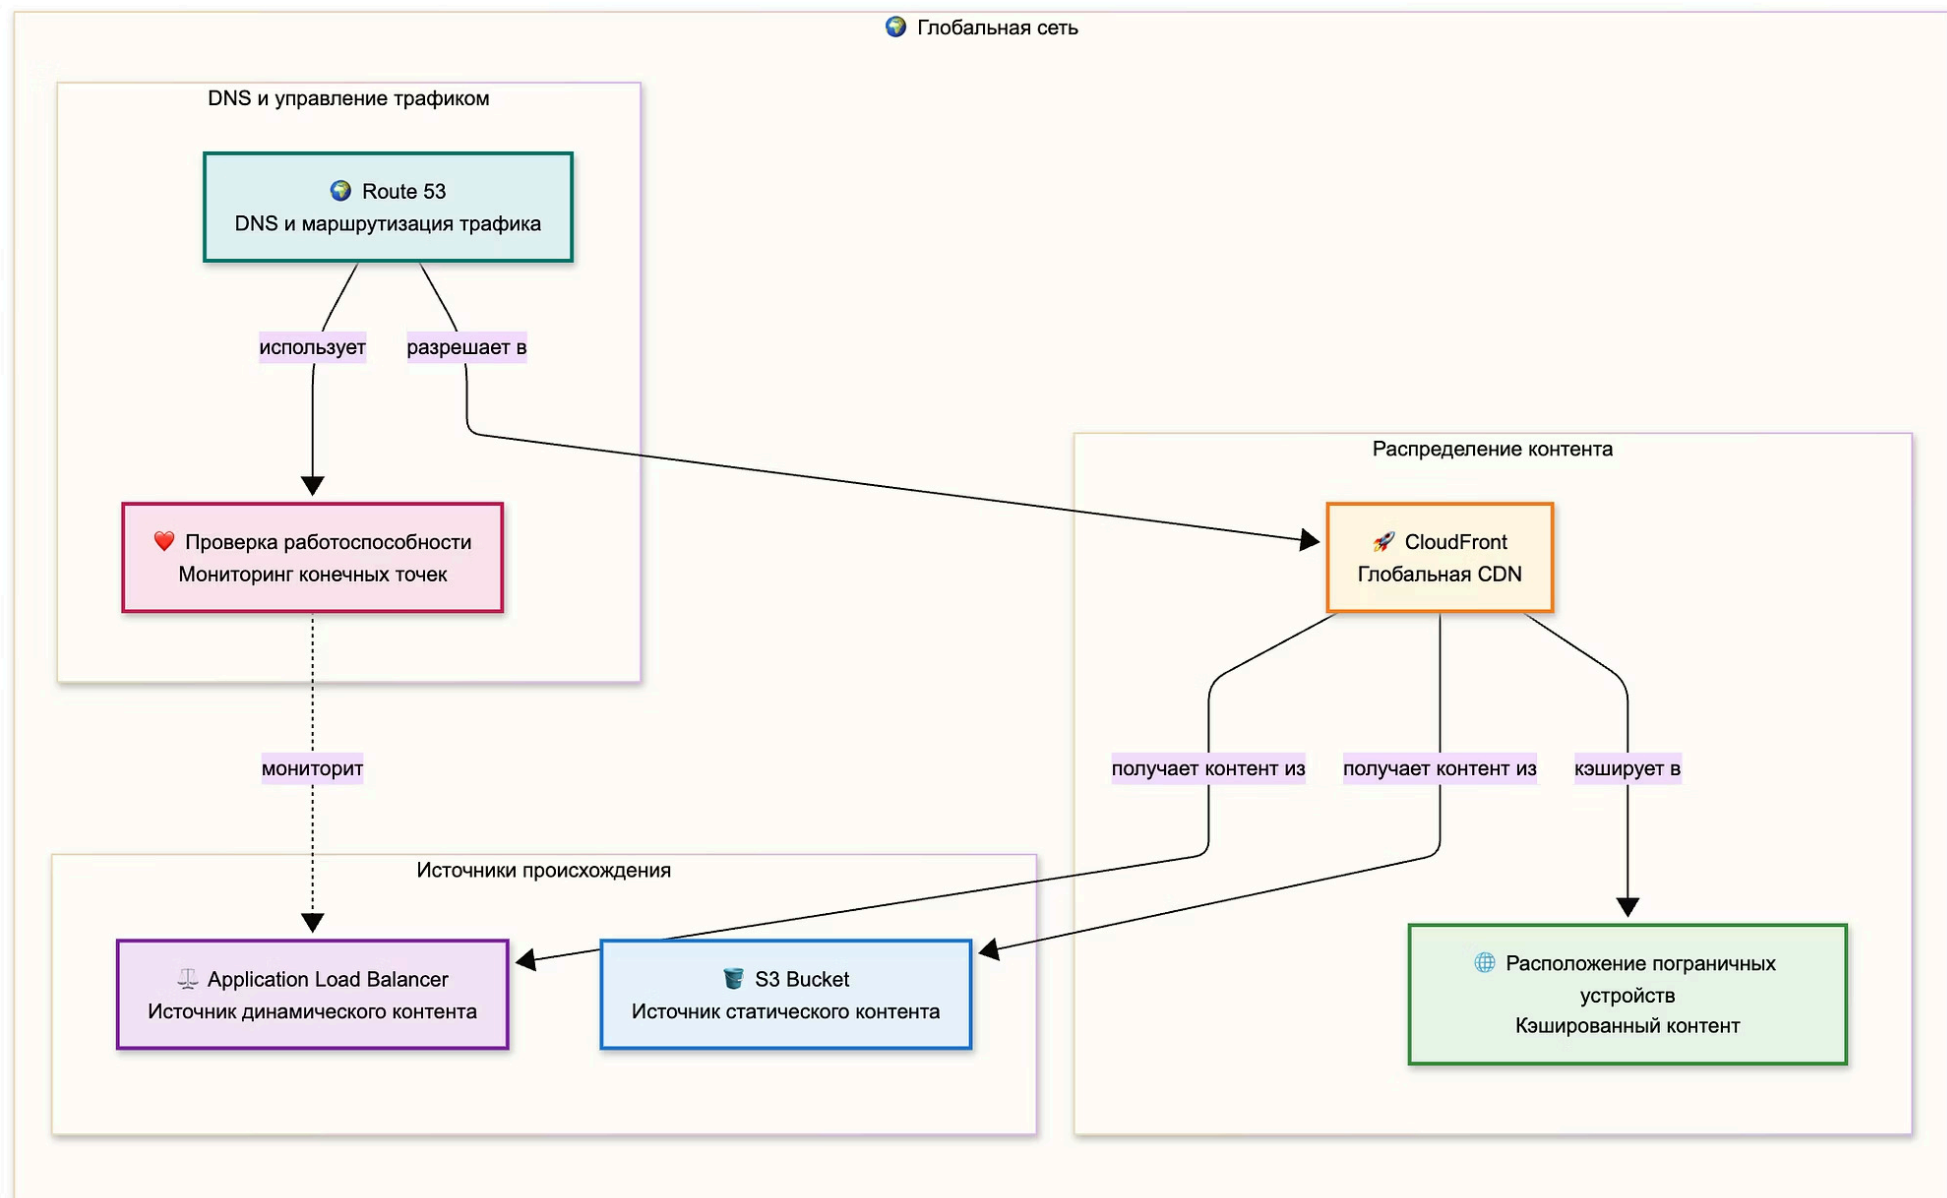 🌍 Глобальная сеть
DNS и управление трафиком
🌍 Route 53
DNS и маршрутизация трафика
использует
разрешает в
Распределение контента
❤️ Проверка работоспособности
Мониторинг конечных точек
🚀 CloudFront
Глобальная CDN
мониторит
получает контент из
получает контент из
кэширует в
Источники происхождения
⚖️ Application Load Balancer
Источник динамического контента
🪣 S3 Bucket
Источник статического контента
🌐 Расположение пограничных
устройств
Кэшированный контент